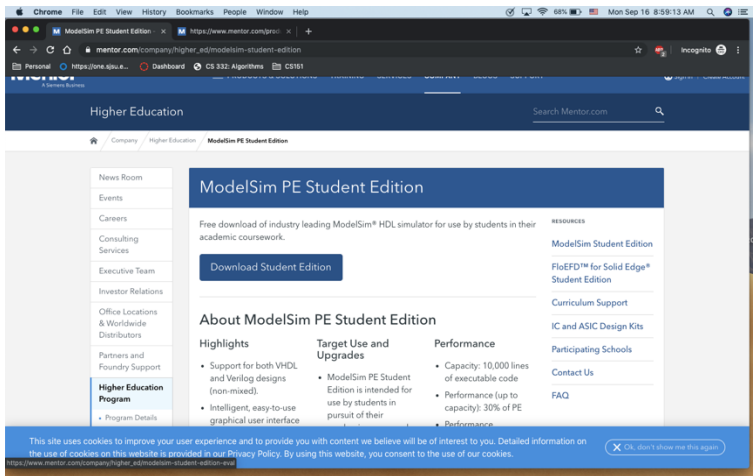 Chrome File Edit View History Bookmarks People Window Help 68% Mon Sep 16 8:59:13 AM
ModelSim PE Student Edition - × https://www.mentor.com/prod × +
mentor.com/company/higher_ed/modelsim-student-edition Incognito
Personal https://one.sjsu.e... Dashboard CS 332: Algorithms CS151
A Siemens Business
PRODUCTS & SOLUTIONS TRAINING SERVICES COMPANY BLOGS SUPPORT
Higher Education Search Mentor.com
Company Higher Education ModelSim PE Student Edition
News Room
Events
Careers
Consulting
Services
Executive Team
Investor Relations
Office Locations
& Worldwide
Distributors
Partners and
Foundry Support
Higher Education
Program
• Program Details
ModelSim PE Student Edition
Free download of industry leading ModelSim® HDL simulator for use by students in their
academic coursework.
Download Student Edition
About ModelSim PE Student Edition
Highlights
• Support for both VHDL
and Verilog designs
(non-mixed).
• Intelligent, easy-to-use
graphical user interface
Target Use and
Upgrades
• ModelSim PE Student
Edition is intended for
use by students in
pursuit of their
Performance
• Capacity: 10,000 lines
of executable code
• Performance (up to
capacity): 30% of PE
• Performance
RESOURCES
ModelSim Student Edition
FloEFD™ for Solid Edge®
Student Edition
Curriculum Support
IC and ASIC Design Kits
Participating Schools
Contact Us
FAQ
This site uses cookies to improve your user experience and to provide you with content we believe will be of interest to you. Detailed information on
the use of cookies on this website is provided in our Privacy Policy. By using this website, you consent to the use of our cookies.
X Ok, don't show me this again
https://www.mentor.com/company/higher_ed/modelsim-student-edition-eval